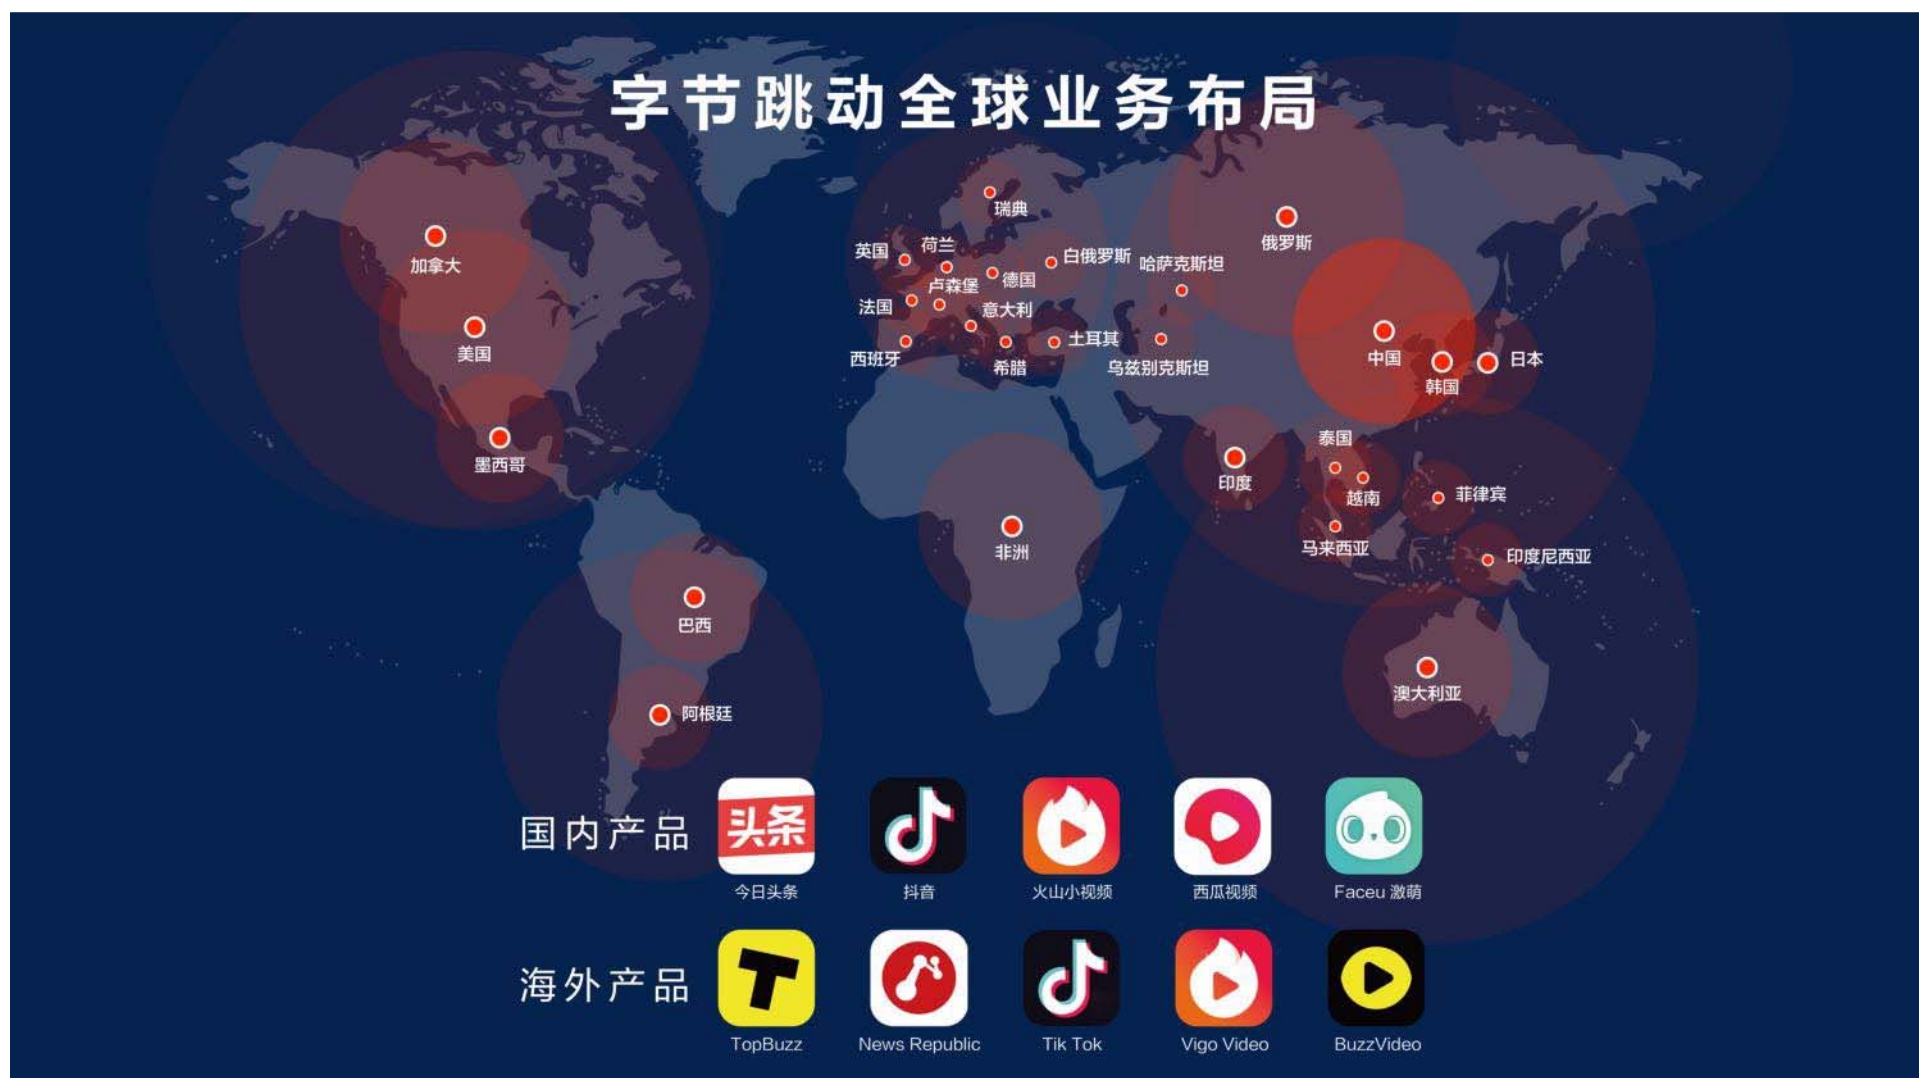 字节跳动全球业务布局
瑞典
俄罗斯
英国
荷兰
白俄罗斯
哈萨克斯坦
加拿大
卢森堡
德国
法国
意大利
美国
西班牙
希腊
土耳其
乌兹别克斯坦
中国
韩国
日本
墨西哥
泰国
印度
越南
菲律宾
非洲
马来西亚
印度尼西亚
巴西
澳大利亚
阿根廷
国内产品
头条
今日头条
抖音
火山小视频
西瓜视频
Faceu 激萌
海外产品
T
TopBuzz
News Republic
Tik Tok
Vigo Video
BuzzVideo